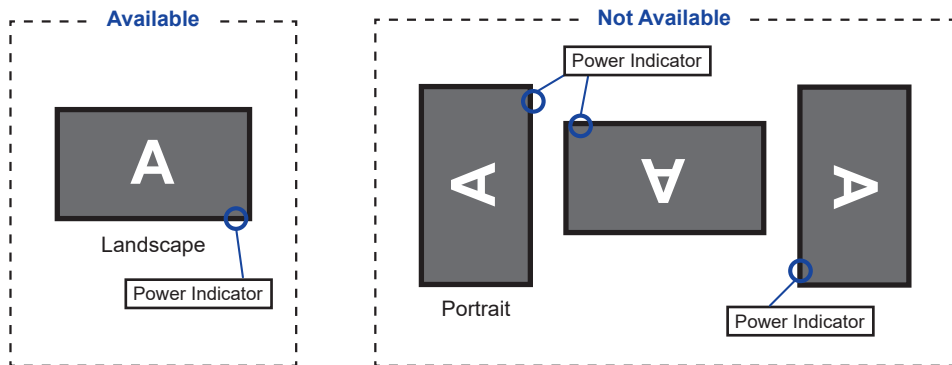 Available
A
Landscape
Power Indicator
Not Available
Power Indicator
A
A
A
Portrait
Power Indicator